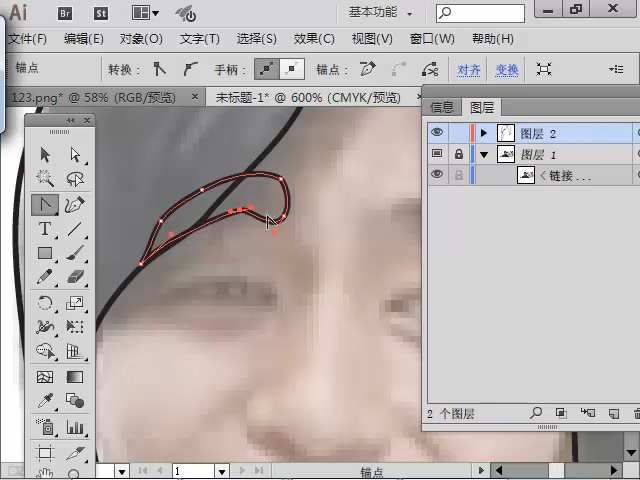 Ai Br St 基本功能
文件(F) 编辑(E) 对象(O) 文字(T) 选择(S) 效果(C) 视图(V) 窗口(W) 帮助(H)
锚点 转换： 手柄： 锚点： 对齐 变换
123.png* @ 58% (RGB/预览) × 未标题-1* @ 600% (CMYK/预览)
信息 图层
图层 2
图层 1
<链接...
2 个图层
1 锚点